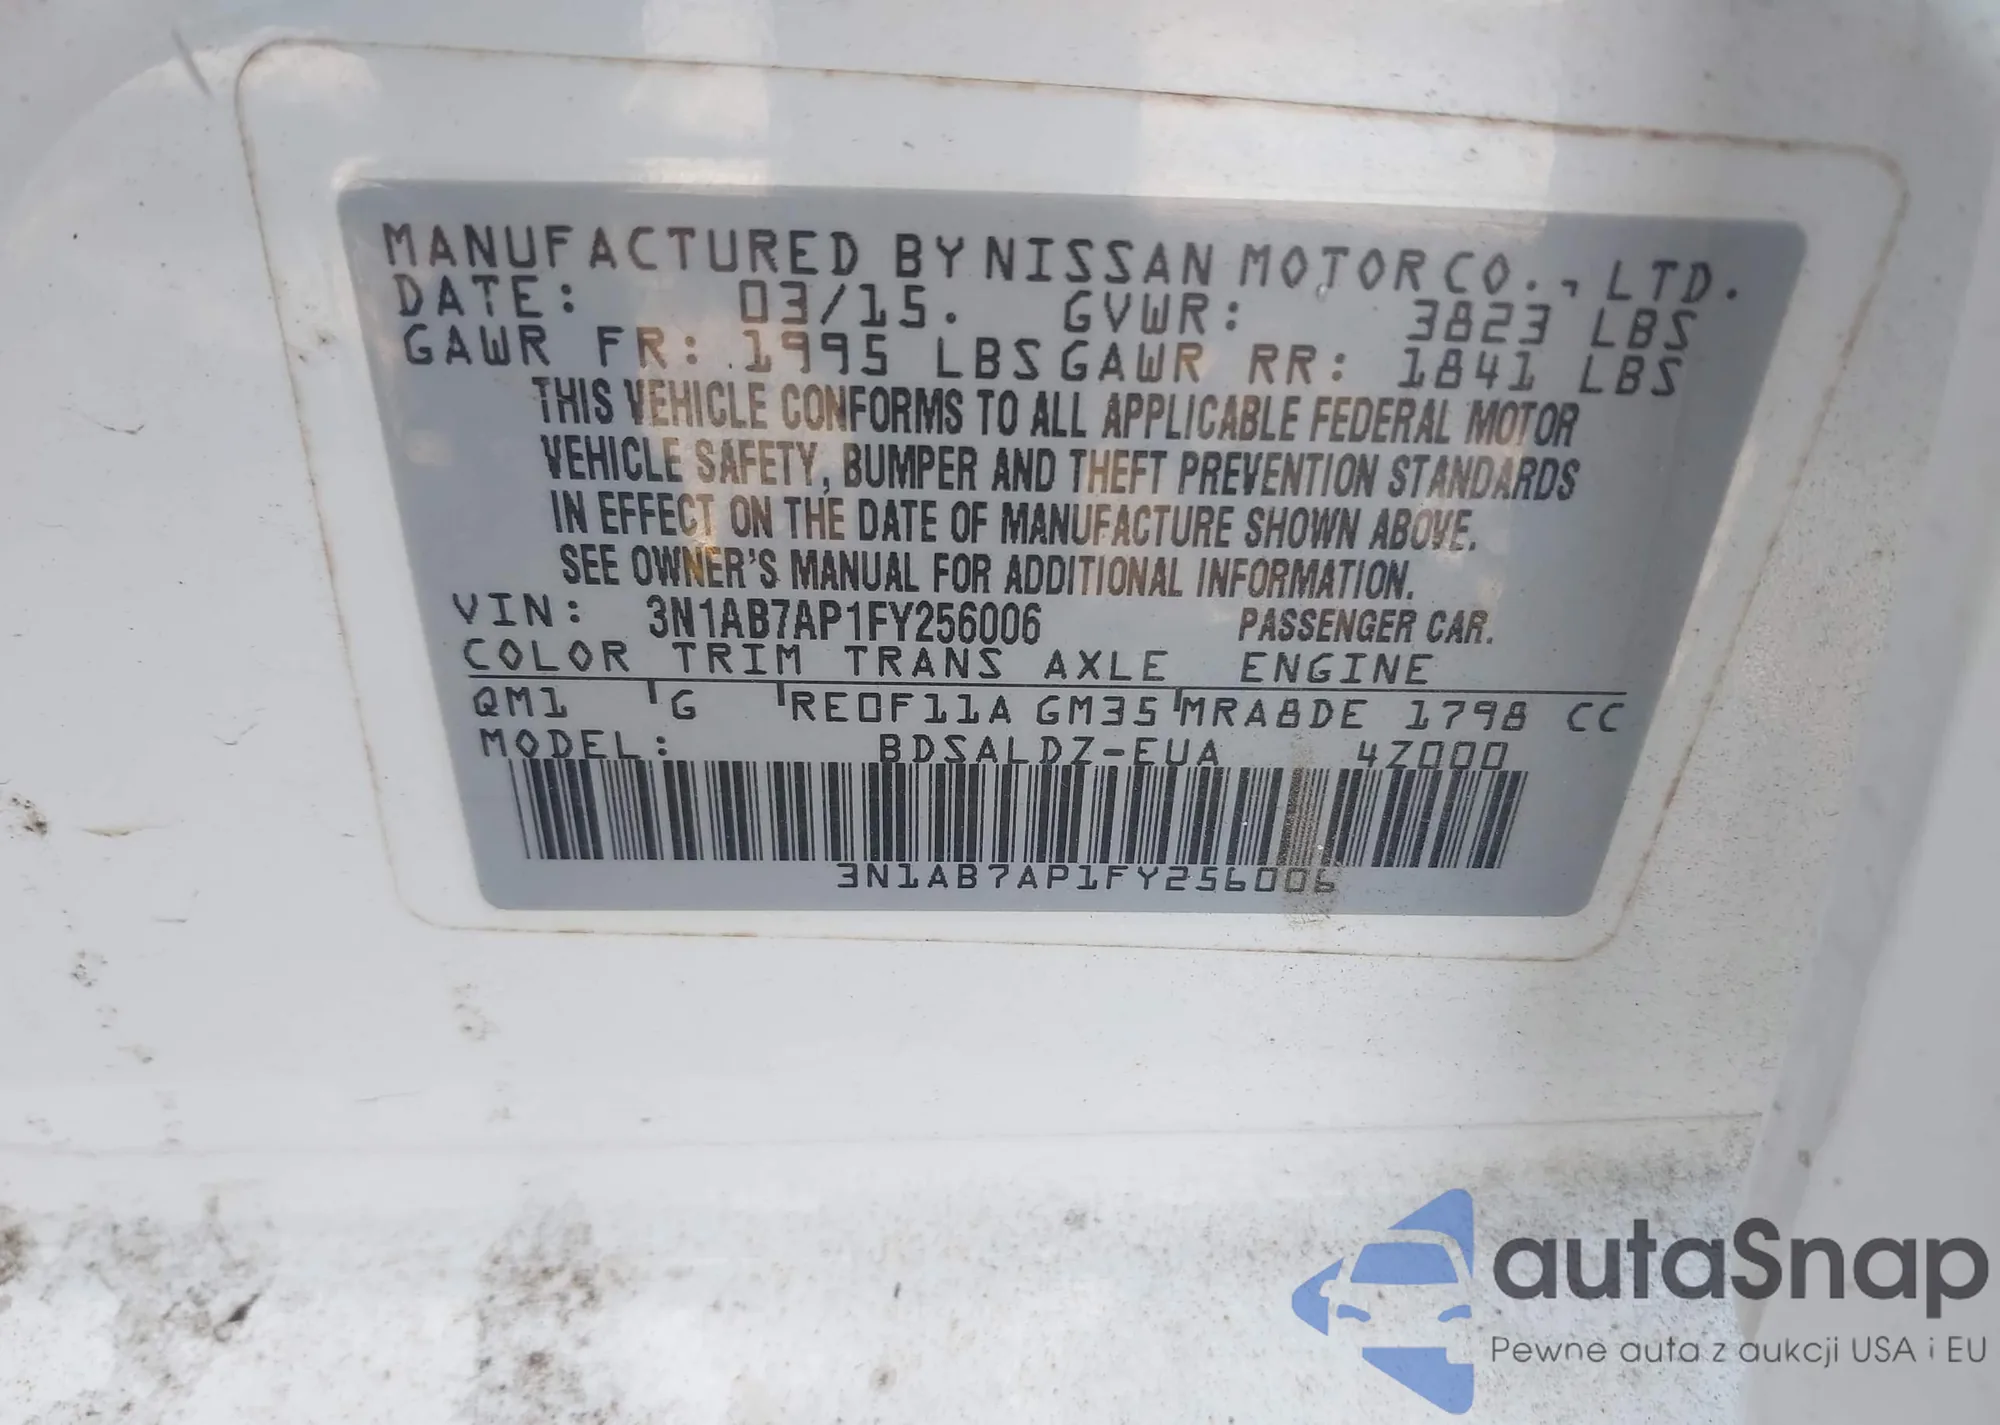 MANUFACTURED BY NISSAN MOTOR CO., LTD.
DATE: 03/15. GVWR: 3823 LBS
GAWR FR: 1995 LBS GAWR RR: 1841 LBS
THIS VEHICLE CONFORMS TO ALL APPLICABLE FEDERAL MOTOR
VEHICLE SAFETY, BUMPER AND THEFT PREVENTION STANDARDS
IN EFFECT ON THE DATE OF MANUFACTURE SHOWN ABOVE.
SEE OWNER'S MANUAL FOR ADDITIONAL INFORMATION.
VIN: 3N1AB7AP1FY256006 PASSENGER CAR.
COLOR TRIM TRANS AXLE ENGINE
QM1 G RE0F11A GM35 MRA8DE 1798 CC
MODEL: BDSALDZ-EUA 4Z000
3N1AB7AP1FY256006
autaSnap
Pewne auta z aukcji USA i EU